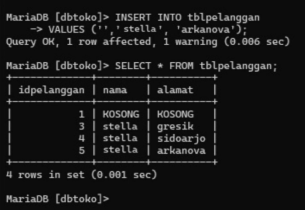 MariaDB [dbtoko]> INSERT INTO tblpelanggan
    -> VALUES ('','stella', 'arkanova');
Query OK, 1 row affected, 1 warning (0.006 sec)

MariaDB [dbtoko]> SELECT * FROM tblpelanggan;
+-------------+--------+----------+
| idpelanggan | nama   | alamat   |
+-------------+--------+----------+
|           1 | KOSONG | KOSONG   |
|           3 | stella | gresik   |
|           4 | stella | sidoarjo |
|           5 | stella | arkanova |
+-------------+--------+----------+
4 rows in set (0.001 sec)

MariaDB [dbtoko]>